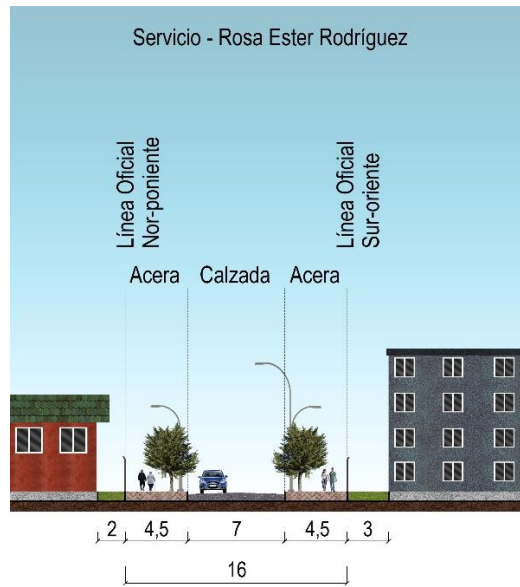 Servicio - Rosa Ester Rodríguez
Línea Oficial
Nor-poniente
Línea Oficial
Sur-oriente
Acera
Calzada
Acera
2
4,5
7
4,5
3
16